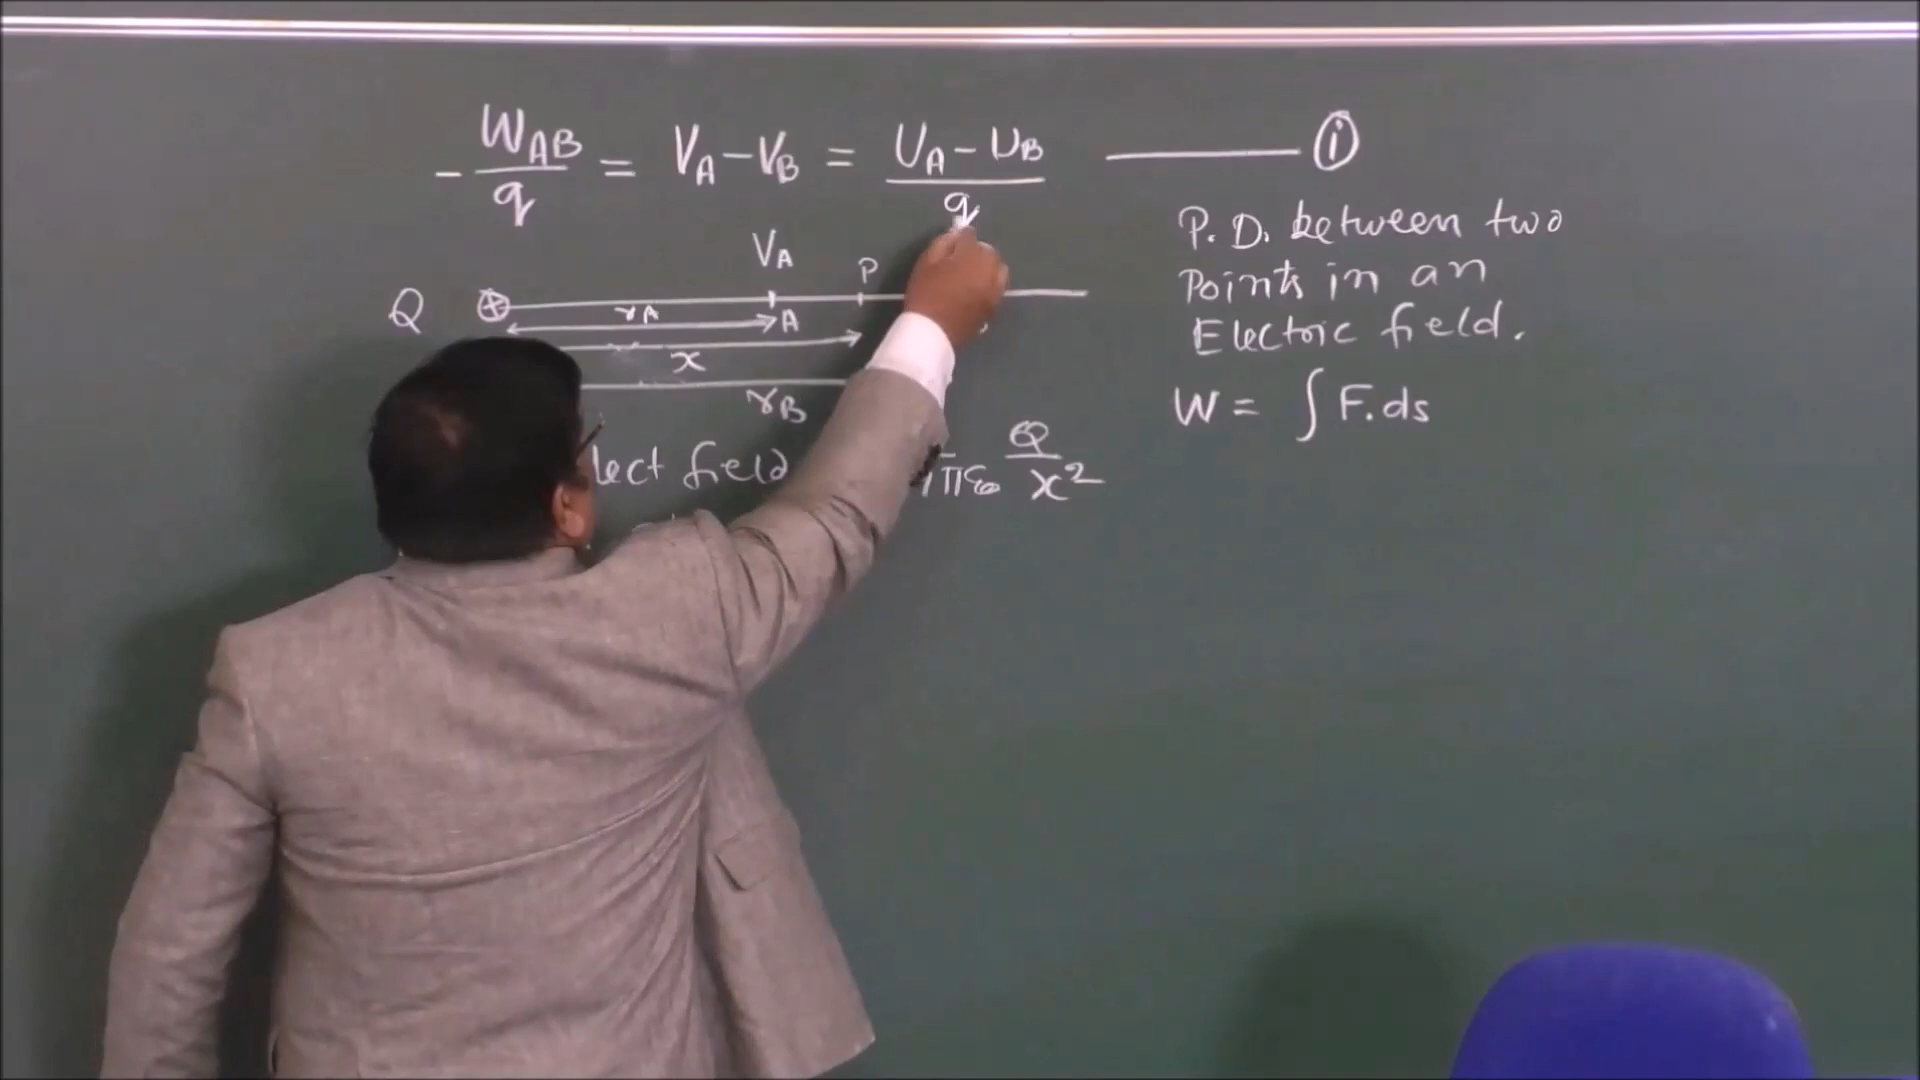 - W_AB / q = V_A - V_B = U_A - U_B / q ——— (i)
P. D. between two
Points in an
Electric field.
W = ∫ F. ds
V_A
P
Q ⊕ r_A A
x
r_B
lect field πε₀ Q / x²